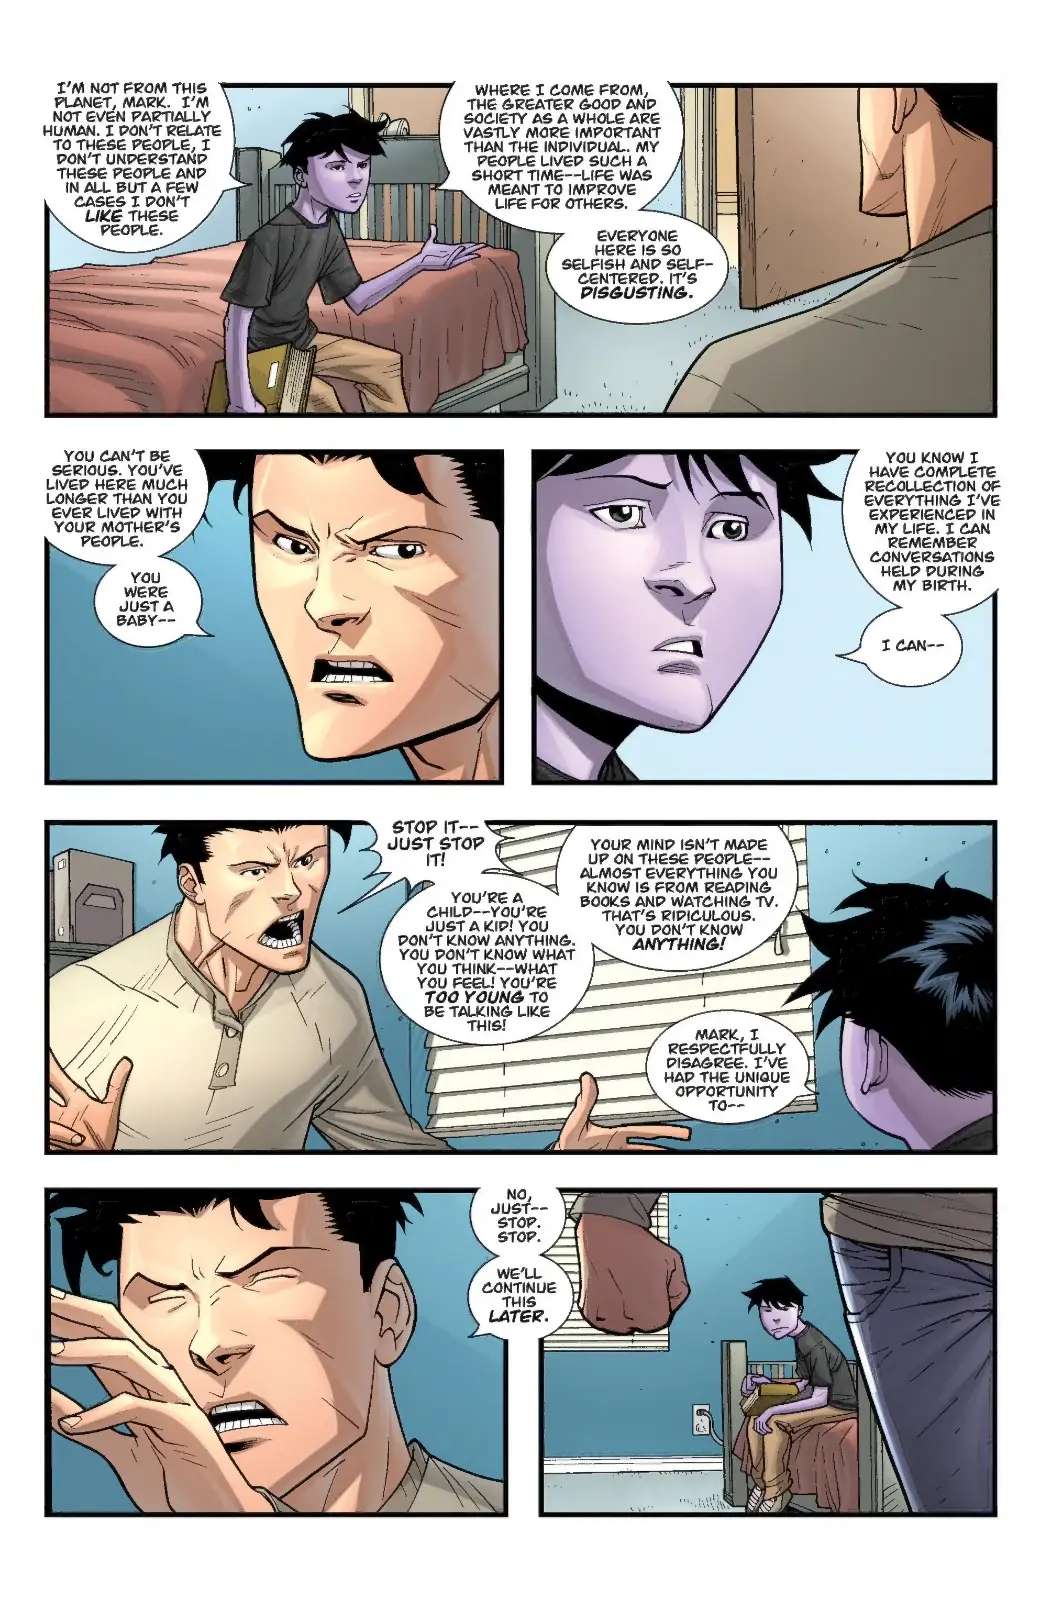 I'M NOT FROM THIS
PLANET, MARK. I'M
NOT EVEN PARTIALLY
HUMAN. I DON'T RELATE
TO THESE PEOPLE, I
DON'T UNDERSTAND
THESE PEOPLE AND
IN ALL BUT A FEW
CASES I DON'T
LIKE THESE
PEOPLE.
WHERE I COME FROM,
THE GREATER GOOD AND
SOCIETY AS A WHOLE ARE
VASTLY MORE IMPORTANT
THAN THE INDIVIDUAL. MY
PEOPLE LIVED SUCH A
SHORT TIME--LIFE WAS
MEANT TO IMPROVE
LIFE FOR OTHERS.
EVERYONE
HERE IS SO
SELFISH AND SELF-
CENTERED. IT'S
DISGUSTING.
YOU CAN'T BE
SERIOUS. YOU'VE
LIVED HERE MUCH
LONGER THAN YOU
EVER LIVED WITH
YOUR MOTHER'S
PEOPLE.
YOU
WERE
JUST A
BABY--
YOU KNOW I
HAVE COMPLETE
RECOLLECTION OF
EVERYTHING I'VE
EXPERIENCED IN
MY LIFE. I CAN
REMEMBER
CONVERSATIONS
HELD DURING
MY BIRTH.
I CAN--
STOP IT--
JUST STOP
IT!
YOU'RE A
CHILD--YOU'RE
JUST A KID! YOU
DON'T KNOW ANYTHING.
YOU DON'T KNOW WHAT
YOU THINK--WHAT
YOU FEEL! YOU'RE
TOO YOUNG TO
BE TALKING LIKE
THIS!
YOUR MIND ISN'T MADE
UP ON THESE PEOPLE--
ALMOST EVERYTHING YOU
KNOW IS FROM READING
BOOKS AND WATCHING TV.
THAT'S RIDICULOUS.
YOU DON'T KNOW
ANYTHING!
MARK, I
RESPECTFULLY
DISAGREE. I'VE
HAD THE UNIQUE
OPPORTUNITY
TO--
NO,
JUST--
STOP.
STOP.
WE'LL
CONTINUE
THIS
LATER.